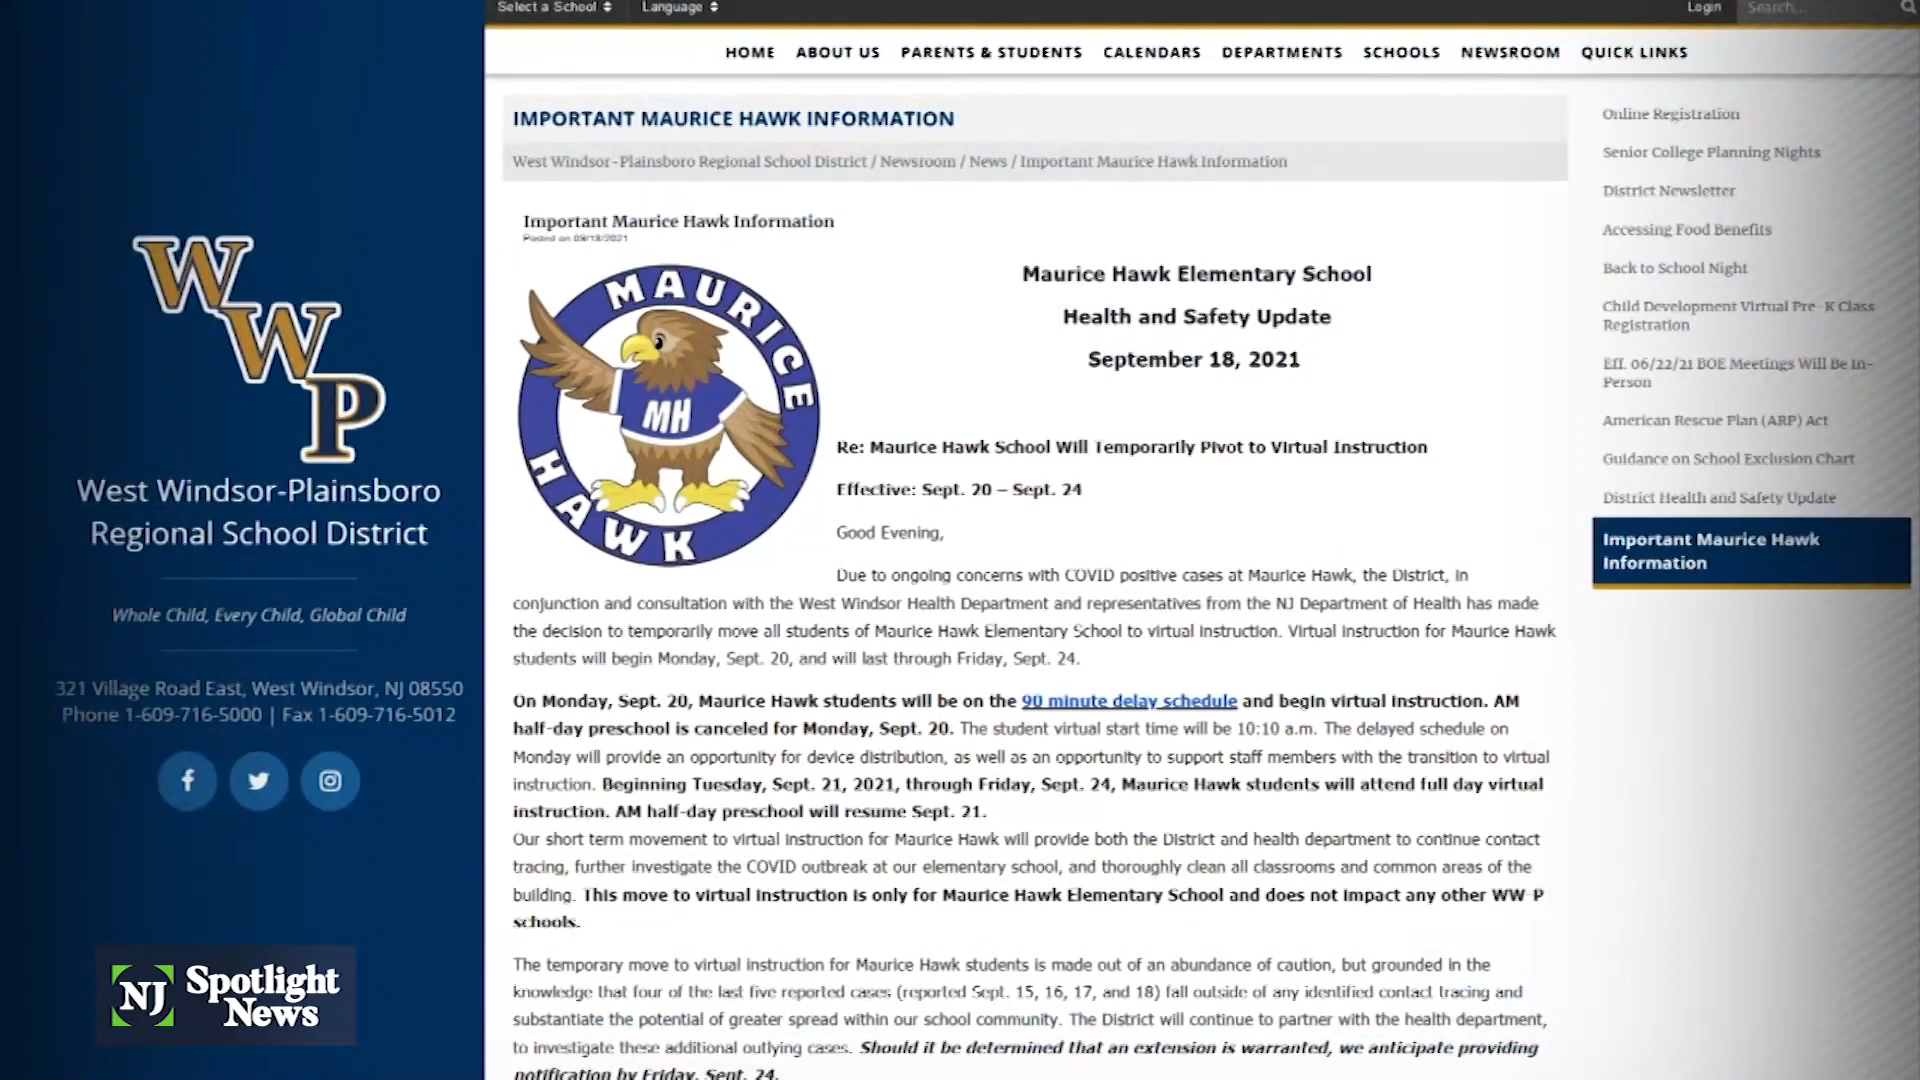 Select a School
Language
Login
Search...
HOME ABOUT US PARENTS & STUDENTS CALENDARS DEPARTMENTS SCHOOLS NEWSROOM QUICK LINKS
WWP
West Windsor-Plainsboro
Regional School District
Whole Child, Every Child, Global Child
321 Village Road East, West Windsor, NJ 08550
Phone 1-609-716-5000 | Fax 1-609-716-5012
NJ Spotlight
News
IMPORTANT MAURICE HAWK INFORMATION
West Windsor-Plainsboro Regional School District / Newsroom / News / Important Maurice Hawk Information
Important Maurice Hawk Information
Posted on 09/18/2021
MAURICE
MH
HAWK
Maurice Hawk Elementary School
Health and Safety Update
September 18, 2021
Re: Maurice Hawk School Will Temporarily Pivot to Virtual Instruction
Effective: Sept. 20 – Sept. 24
Good Evening,
Due to ongoing concerns with COVID positive cases at Maurice Hawk, the District, in
conjunction and consultation with the West Windsor Health Department and representatives from the NJ Department of Health has made
the decision to temporarily move all students of Maurice Hawk Elementary School to virtual instruction. Virtual instruction for Maurice Hawk
students will begin Monday, Sept. 20, and will last through Friday, Sept. 24.
On Monday, Sept. 20, Maurice Hawk students will be on the 90 minute delay schedule and begin virtual instruction. AM
half-day preschool is canceled for Monday, Sept. 20. The student virtual start time will be 10:10 a.m. The delayed schedule on
Monday will provide an opportunity for device distribution, as well as an opportunity to support staff members with the transition to virtual
instruction. Beginning Tuesday, Sept. 21, 2021, through Friday, Sept. 24, Maurice Hawk students will attend full day virtual
instruction. AM half-day preschool will resume Sept. 21.
Our short term movement to virtual instruction for Maurice Hawk will provide both the District and health department to continue contact
tracing, further investigate the COVID outbreak at our elementary school, and thoroughly clean all classrooms and common areas of the
building. This move to virtual instruction is only for Maurice Hawk Elementary School and does not impact any other WW-P
schools.
The temporary move to virtual instruction for Maurice Hawk students is made out of an abundance of caution, but grounded in the
knowledge that four of the last five reported cases (reported Sept. 15, 16, 17, and 18) fall outside of any identified contact tracing and
substantiate the potential of greater spread within our school community. The District will continue to partner with the health department,
to investigate these additional outlying cases. Should it be determined that an extension is warranted, we anticipate providing
notification by Friday, Sept. 24.
Online Registration
Senior College Planning Nights
District Newsletter
Accessing Food Benefits
Back to School Night
Child Development Virtual Pre-K Class
Registration
Eff. 06/22/21 BOE Meetings Will Be In-
Person
American Rescue Plan (ARP) Act
Guidance on School Exclusion Chart
District Health and Safety Update
Important Maurice Hawk
Information